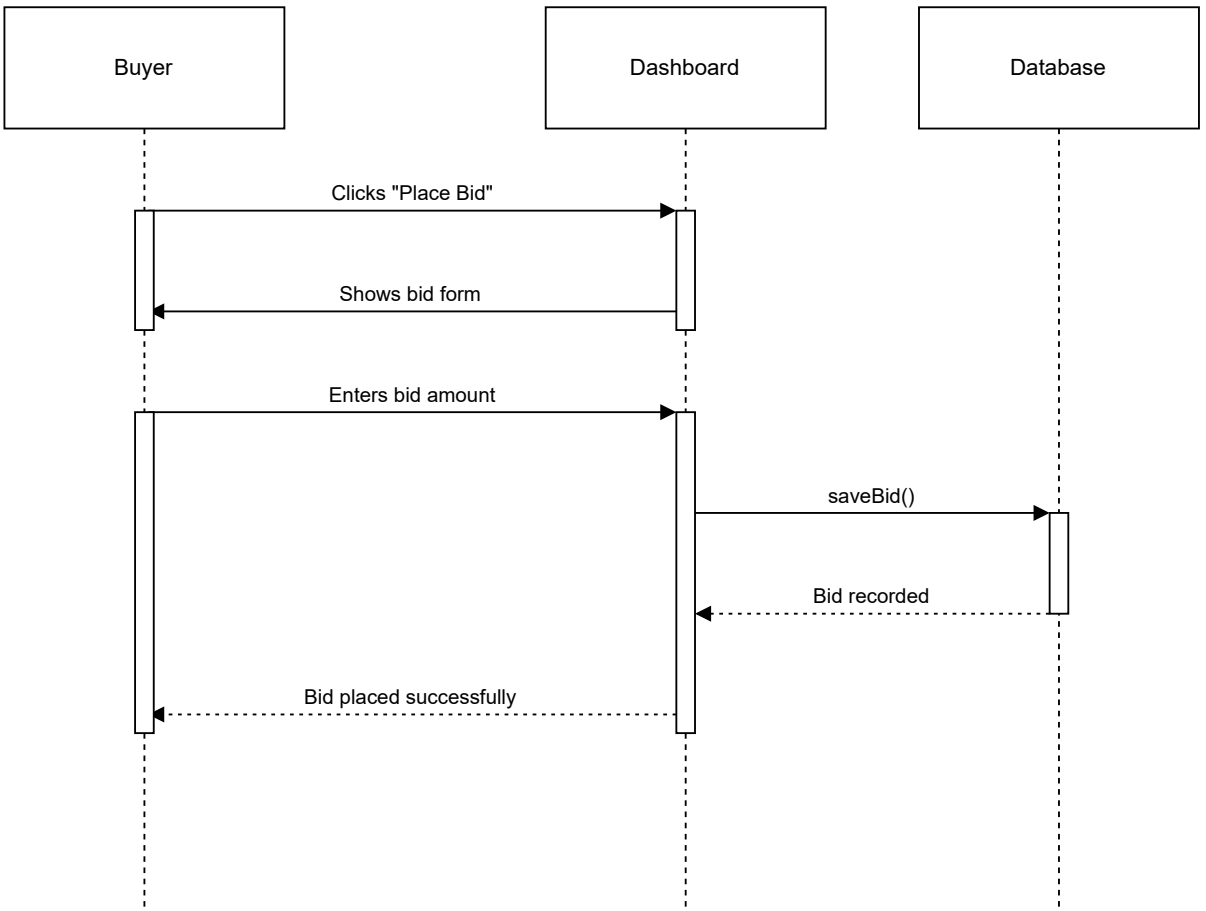 Buyer
Dashboard
Database
Clicks "Place Bid"
Shows bid form
Enters bid amount
saveBid()
Bid recorded
Bid placed successfully